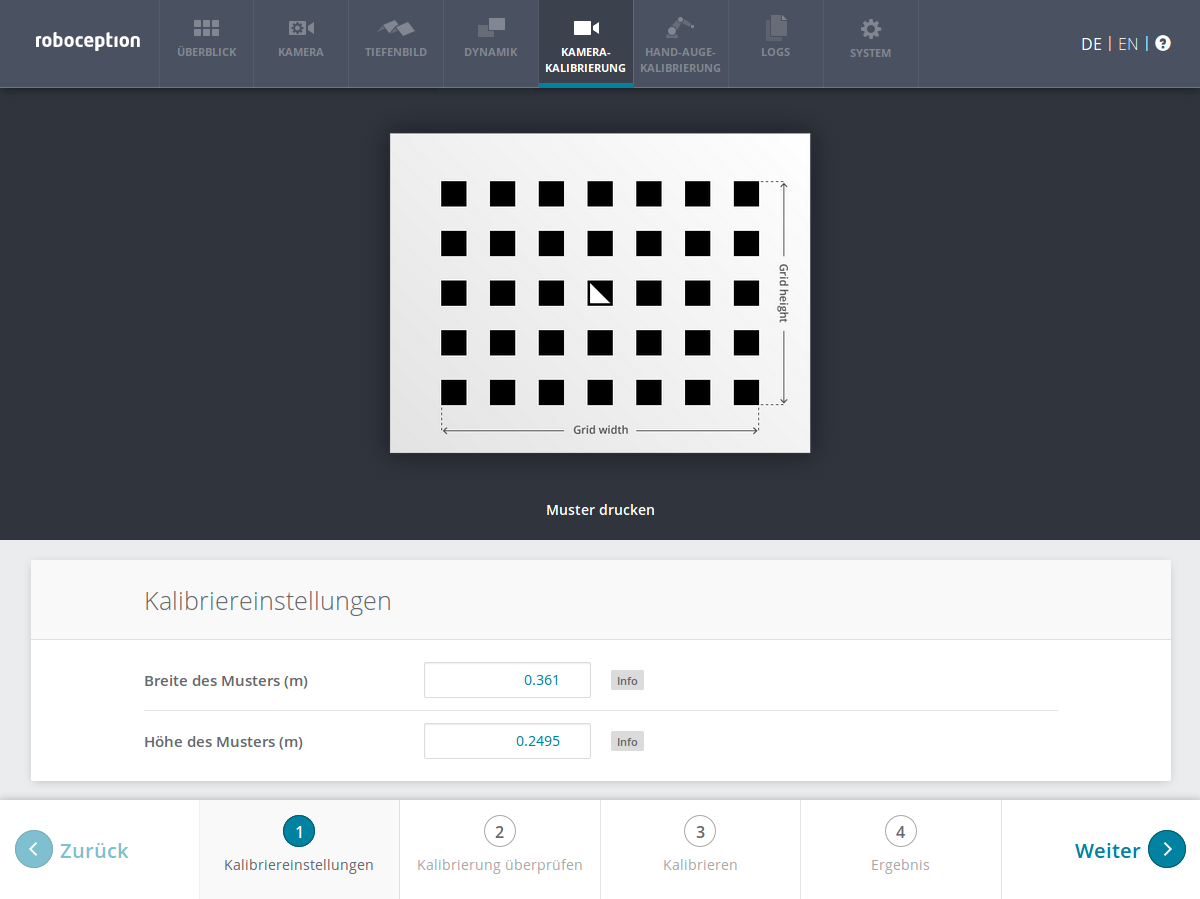 roboception
ÜBERBLICK
KAMERA
TIEFENBILD
DYNAMIK
KAMERA-
KALIBRIERUNG
HAND-AUGE-
KALIBRIERUNG
LOGS
SYSTEM
DE | EN | ?
Grid height
Grid width
Muster drucken
Kalibriereinstellungen
Breite des Musters (m) 0.361 Info
Höhe des Musters (m) 0.2495 Info
Zurück
1
Kalibriereinstellungen
2
Kalibrierung überprüfen
3
Kalibrieren
4
Ergebnis
Weiter